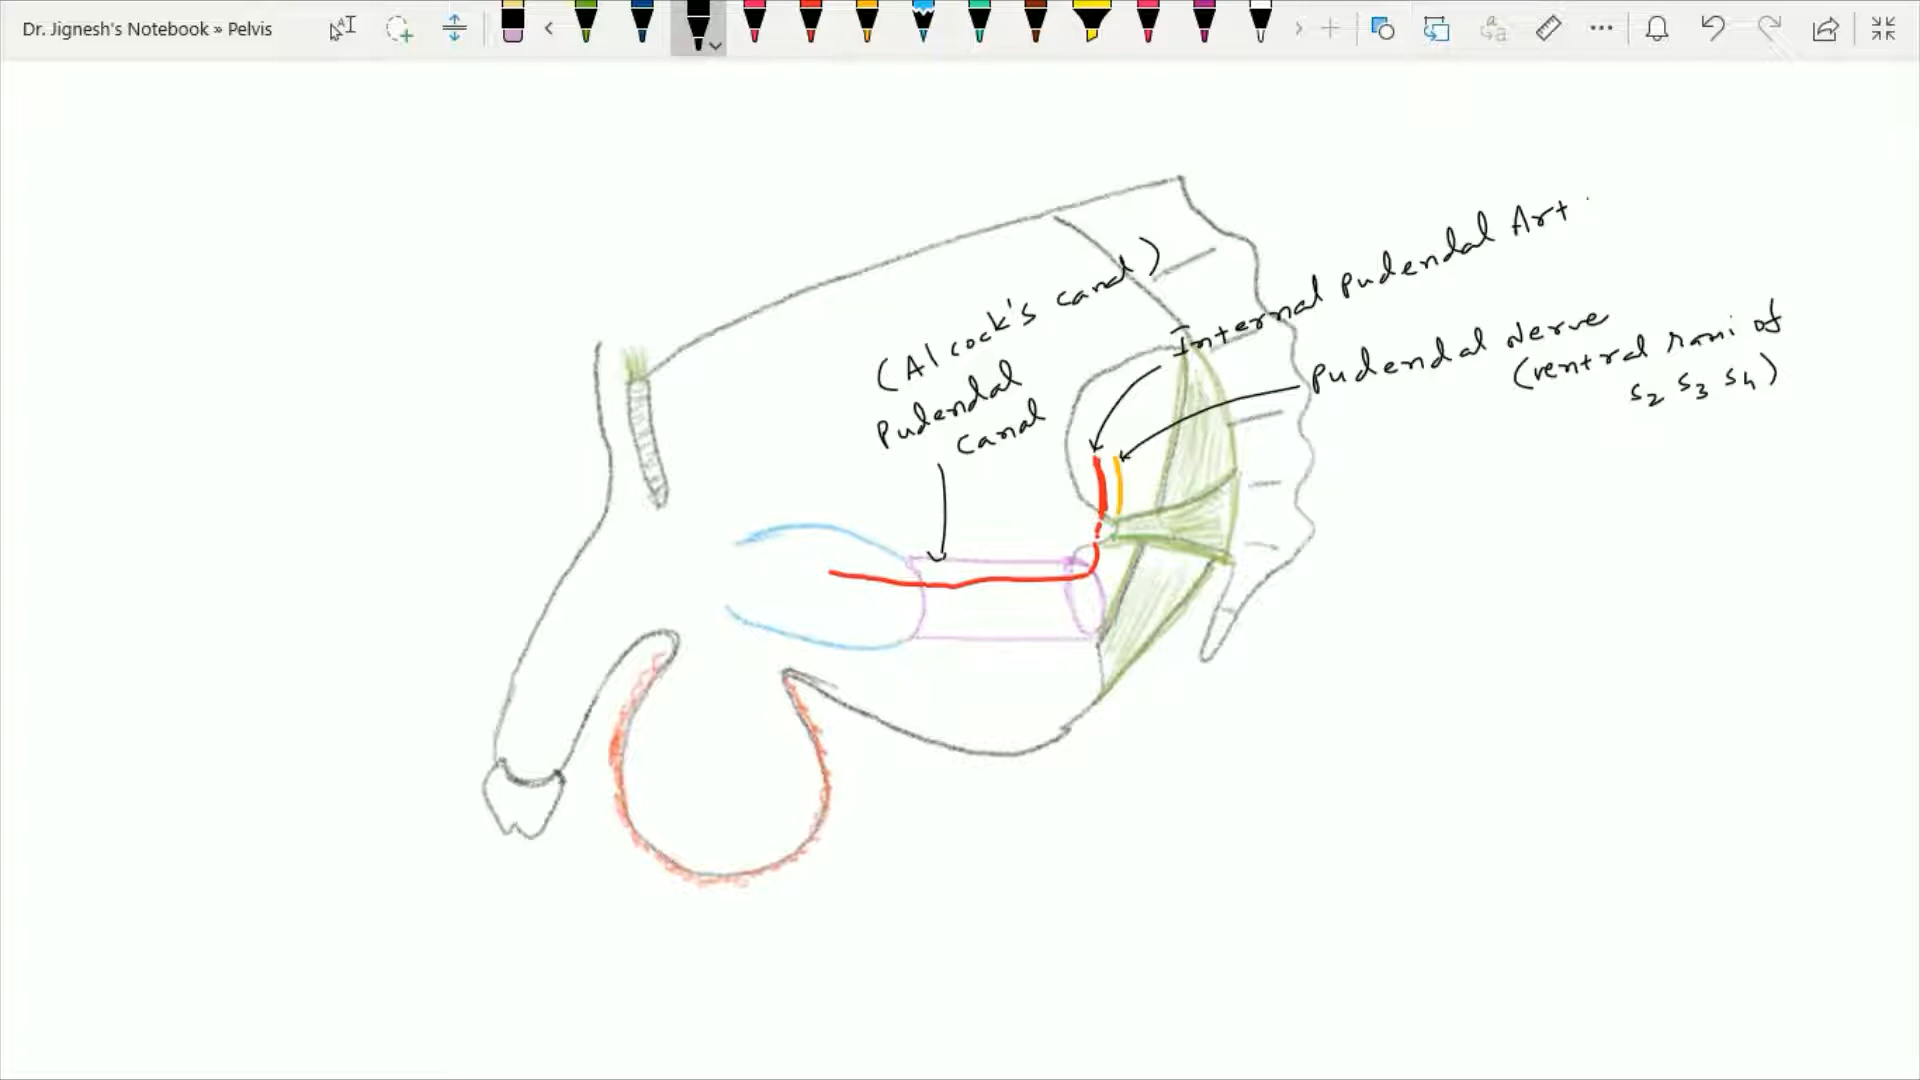 Dr. Jignesh's Notebook » Pelvis
(Alcock's canal)
Pudendal
canal
Internal Pudendal Art.
Pudendal Nerve
(ventral rami of
S2 S3 S4)